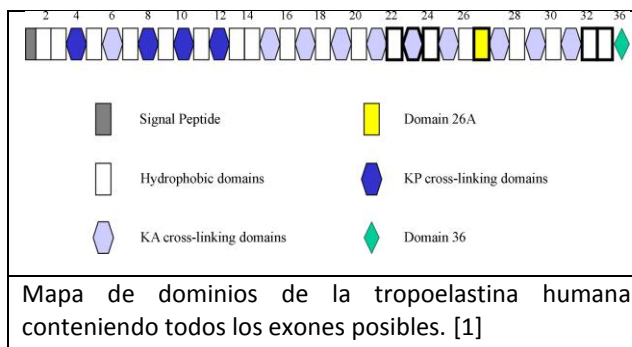 2 4 6 8 10 12 14 16 18 20 22 24 26 28 30 32 36
Signal Peptide Domain 26A
Hydrophobic domains KP cross-linking domains
KA cross-linking domains Domain 36
Mapa de dominios de la tropoelastina humana
conteniendo todos los exones posibles. [1]